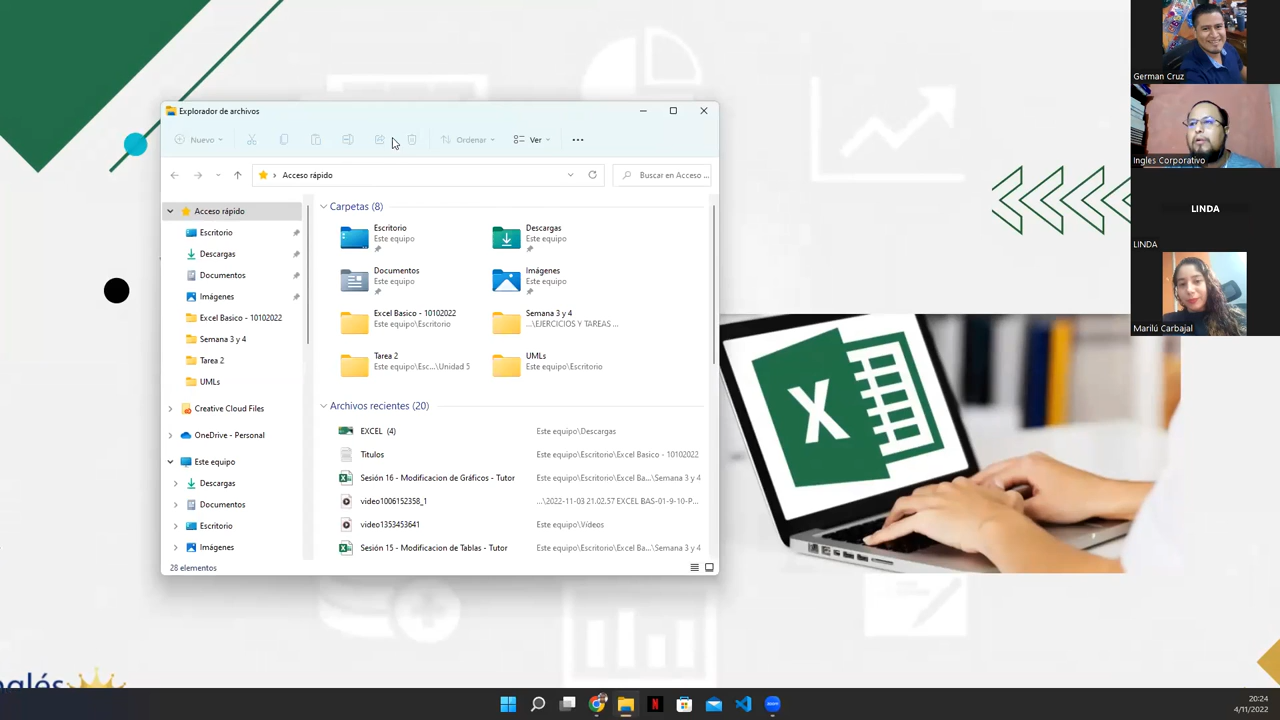 Explorador de archivos
Nuevo
Ordenar
Ver
Acceso rápido
Buscar en Acceso ...
Acceso rápido
Escritorio
Descargas
Documentos
Imágenes
Excel Basico - 10102022
Semana 3 y 4
Tarea 2
UMLs
Creative Cloud Files
OneDrive - Personal
Este equipo
Descargas
Documentos
Escritorio
Imágenes
Carpetas (8)
Escritorio
Este equipo
Descargas
Este equipo
Documentos
Este equipo
Imágenes
Este equipo
Excel Basico - 10102022
Este equipo\Escritorio
Semana 3 y 4
...\EJERCICIOS Y TAREAS ...
Tarea 2
Este equipo\Esc...\Unidad 5
UMLs
Este equipo\Escritorio
Archivos recientes (20)
EXCEL (4) Este equipo\Descargas
Titulos Este equipo\Escritorio\Excel Basico - 10102022
Sesión 16 - Modificacion de Gráficos - Tutor Este equipo\Escritorio\Excel Ba...\Semana 3 y 4
video1006152358_1 ...\2022-11-03 21.02.57 EXCEL BAS-01-9-10-P...
video1353453641 Este equipo\Vídeos
Sesión 15 - Modificacion de Tablas - Tutor Este equipo\Escritorio\Excel Ba...\Semana 3 y 4
28 elementos
X
German Cruz
Ingles Corporativo
LINDA
LINDA
Marilú Carbajal
glés
N
zoom
20:24
4/11/2022